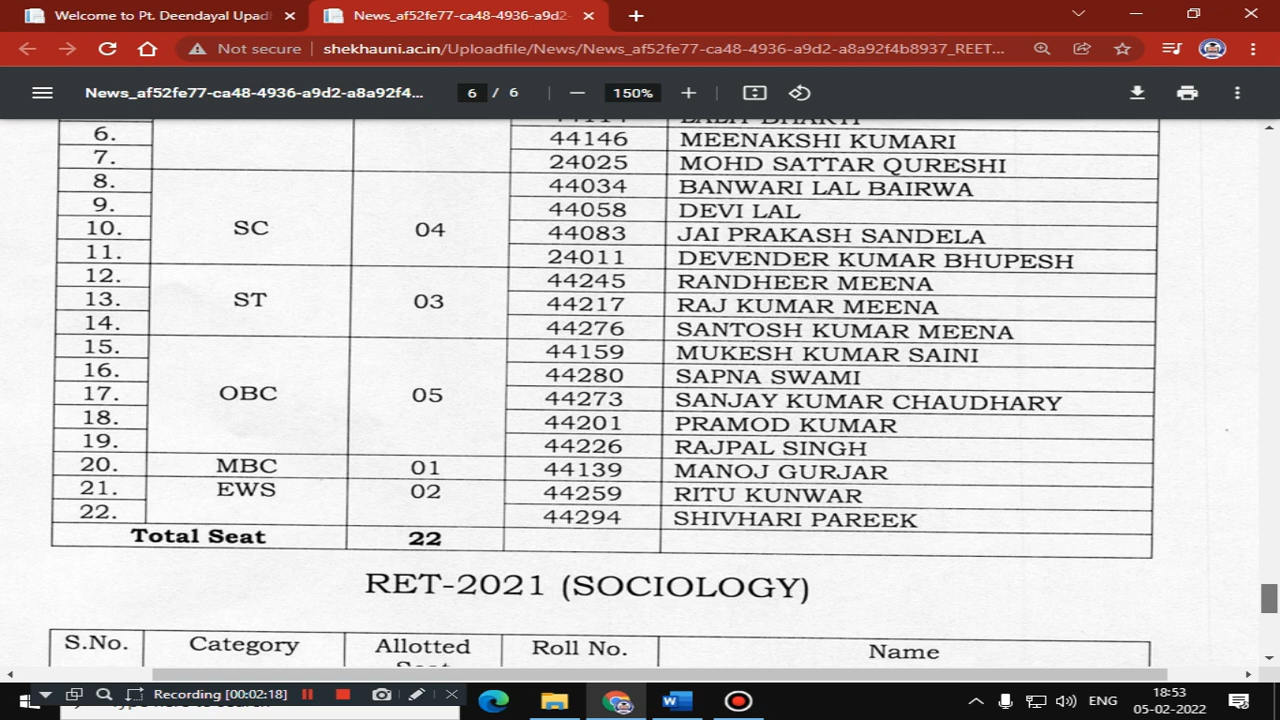 Welcome to Pt. Deendayal Upad
News_af52fe77-ca48-4936-a9d2-
Not secure
shekhauni.ac.in/Uploadfile/News/News_af52fe77-ca48-4936-a9d2-a8a92f4b8937_REET...
News_af52fe77-ca48-4936-a9d2-a8a92f4...
6 / 6
150%
6. 44146 MEENAKSHI KUMARI
7. 24025 MOHD SATTAR QURESHI
8. 44034 BANWARI LAL BAIRWA
9. 44058 DEVI LAL
10. SC 04 44083 JAI PRAKASH SANDELA
11. 24011 DEVENDER KUMAR BHUPESH
12. 44245 RANDHEER MEENA
13. ST 03 44217 RAJ KUMAR MEENA
14. 44276 SANTOSH KUMAR MEENA
15. 44159 MUKESH KUMAR SAINI
16. 44280 SAPNA SWAMI
17. OBC 05 44273 SANJAY KUMAR CHAUDHARY
18. 44201 PRAMOD KUMAR
19. 44226 RAJPAL SINGH
20. MBC 01 44139 MANOJ GURJAR
21. EWS 02 44259 RITU KUNWAR
22. 44294 SHIVHARI PAREEK
Total Seat 22
RET-2021 (SOCIOLOGY)
S.No. Category Allotted Roll No. Name
Recording [00:02:18]
ENG
18:53
05-02-2022